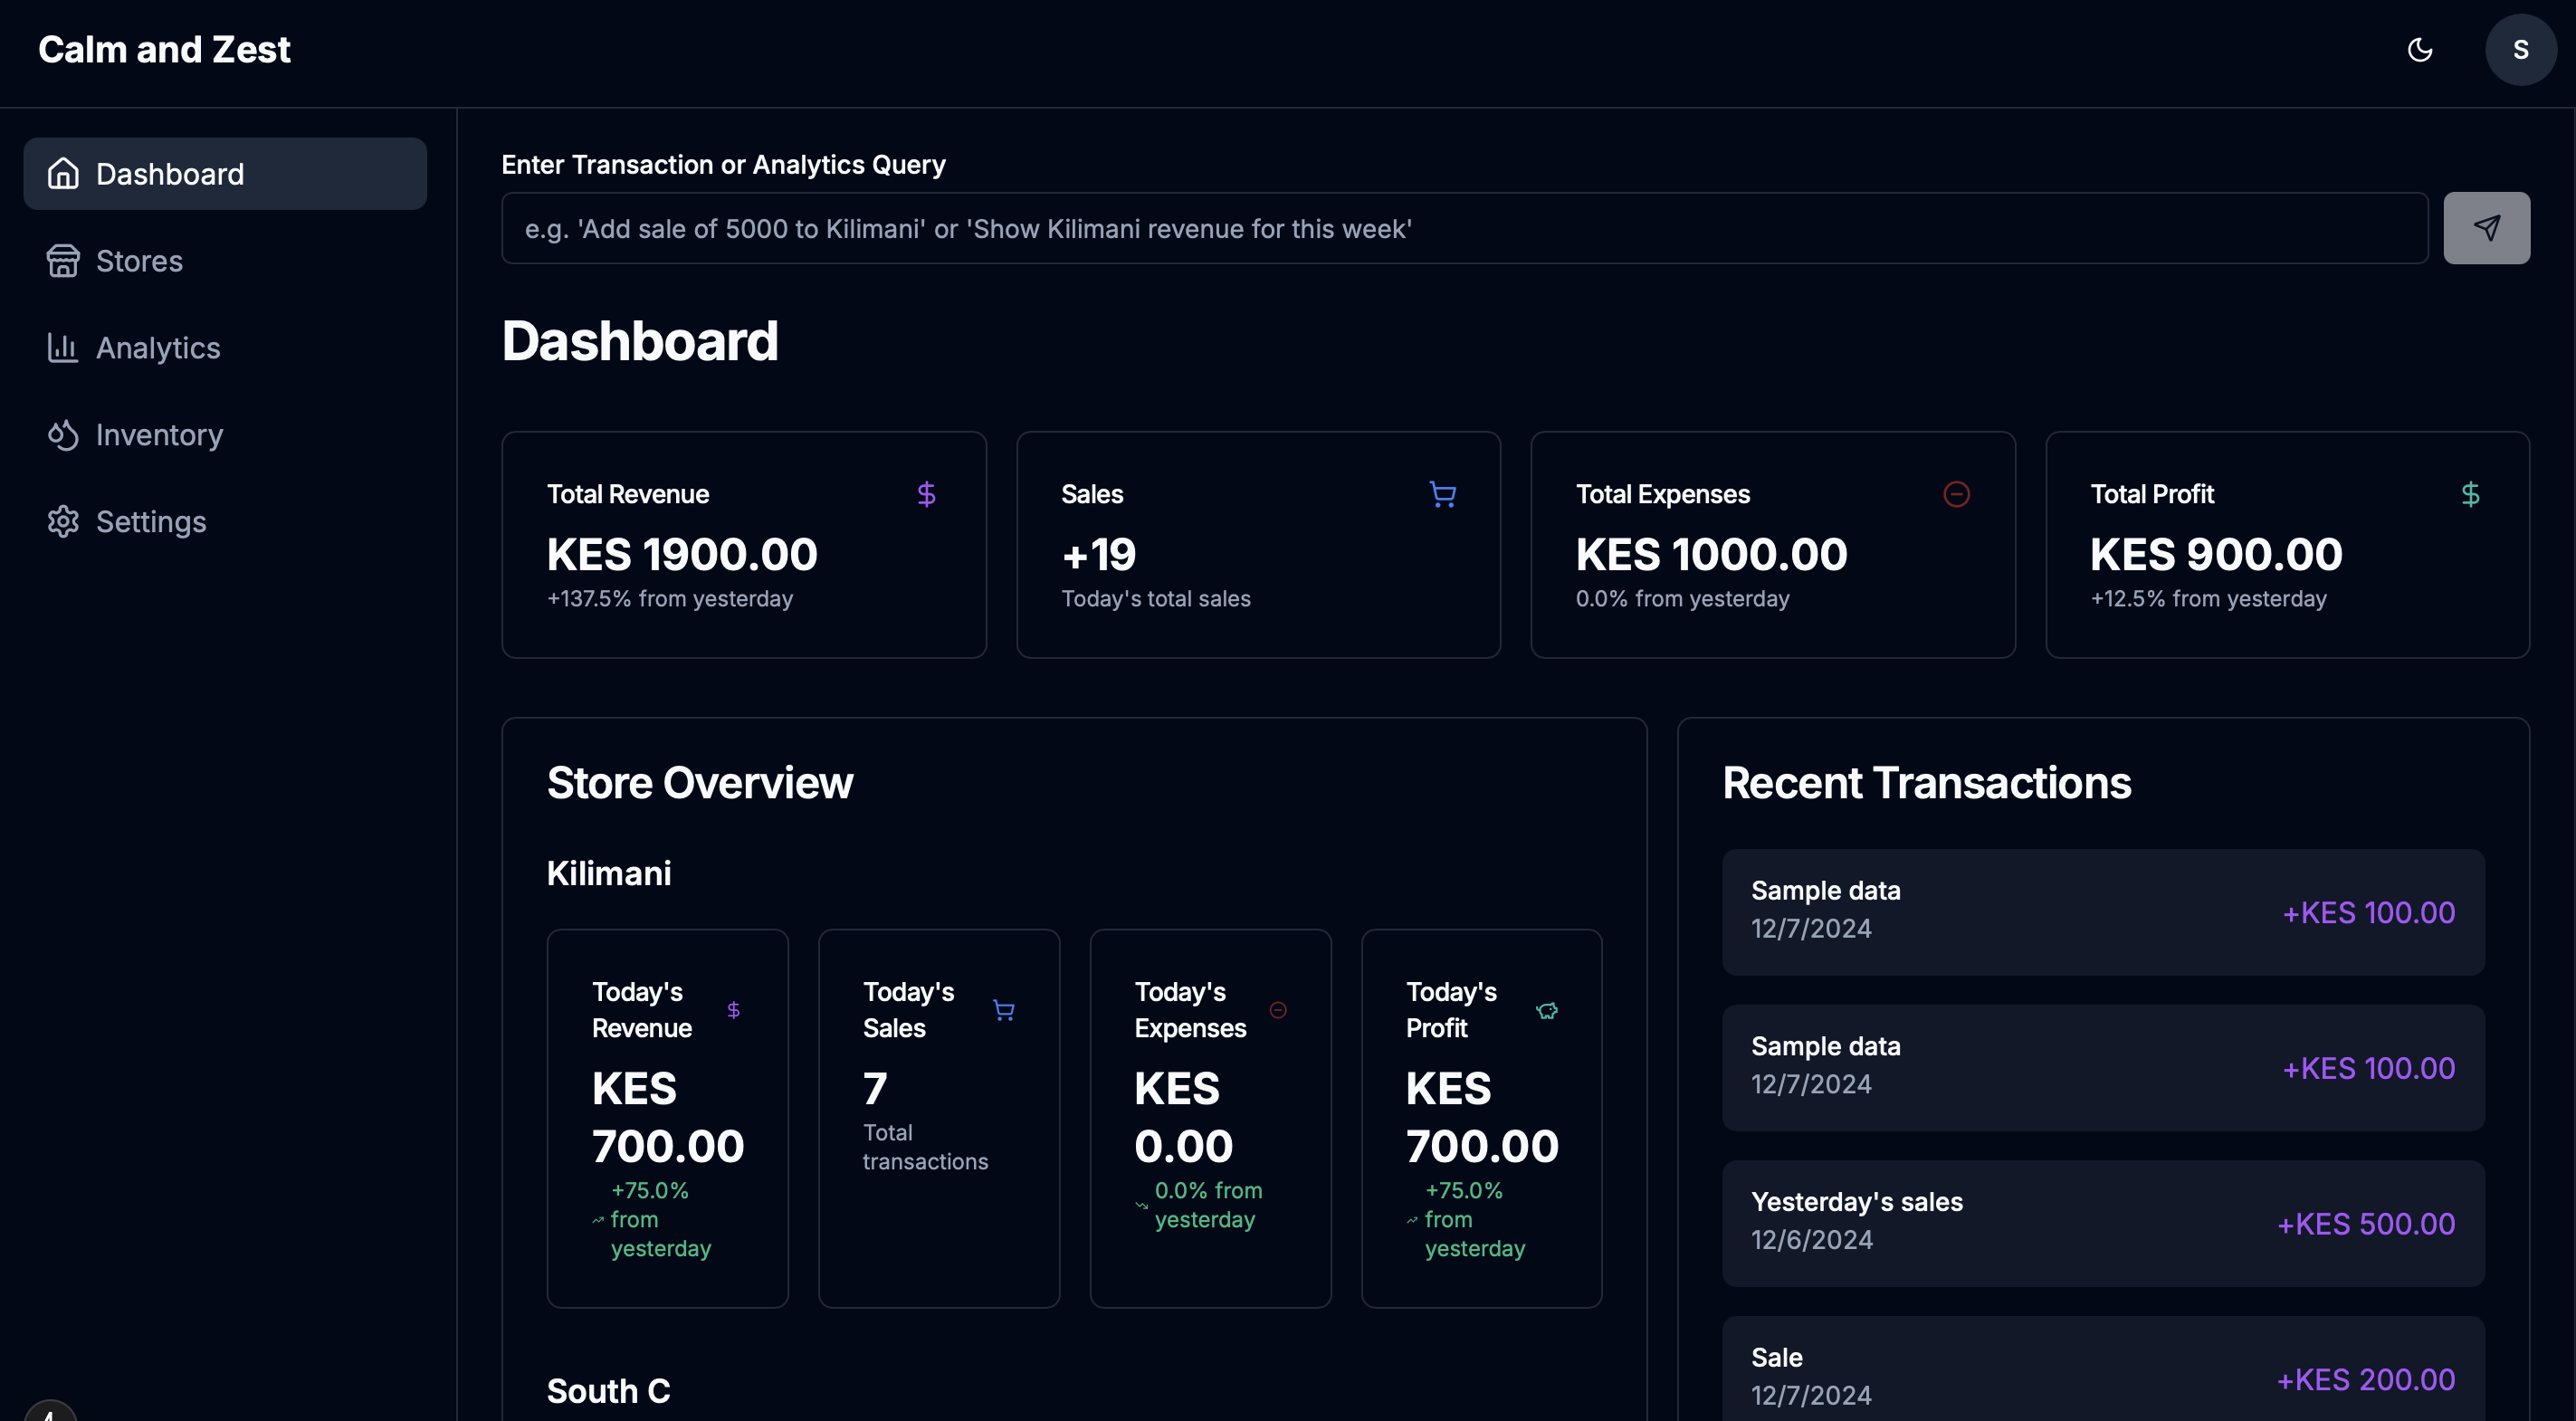 Calm and Zest
S
Dashboard
Stores
Analytics
Inventory
Settings
Enter Transaction or Analytics Query
e.g. 'Add sale of 5000 to Kilimani' or 'Show Kilimani revenue for this week'
Dashboard
Total Revenue
KES 1900.00
+137.5% from yesterday
Sales
+19
Today's total sales
Total Expenses
KES 1000.00
0.0% from yesterday
Total Profit
KES 900.00
+12.5% from yesterday
Store Overview
Kilimani
Today's
Revenue
KES
700.00
+75.0%
from
yesterday
Today's
Sales
7
Total
transactions
Today's
Expenses
KES
0.00
0.0% from
yesterday
Today's
Profit
KES
700.00
+75.0%
from
yesterday
South C
Recent Transactions
Sample data
12/7/2024
+KES 100.00
Sample data
12/7/2024
+KES 100.00
Yesterday's sales
12/6/2024
+KES 500.00
Sale
12/7/2024
+KES 200.00